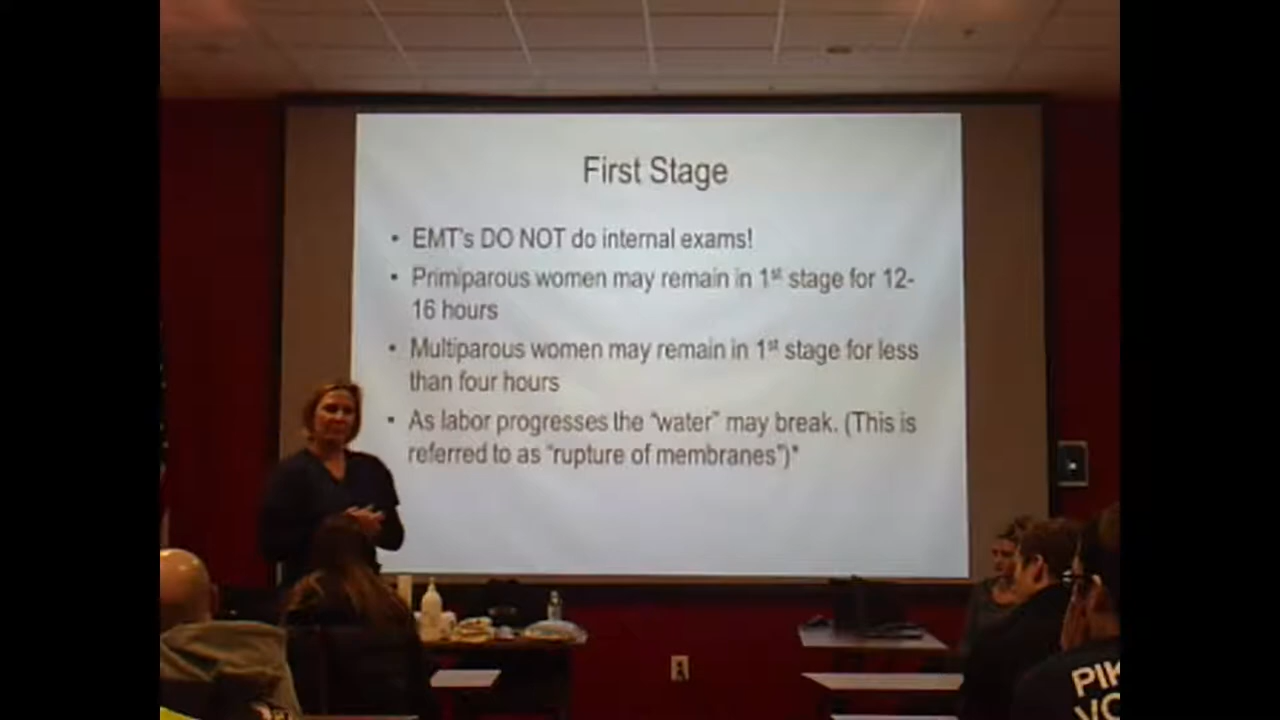 First Stage
• EMT's DO NOT do internal exams!
• Primiparous women may remain in 1st stage for 12-
16 hours
• Multiparous women may remain in 1st stage for less
than four hours
• As labor progresses the "water" may break. (This is
referred to as "rupture of membranes")*
PIK
VO